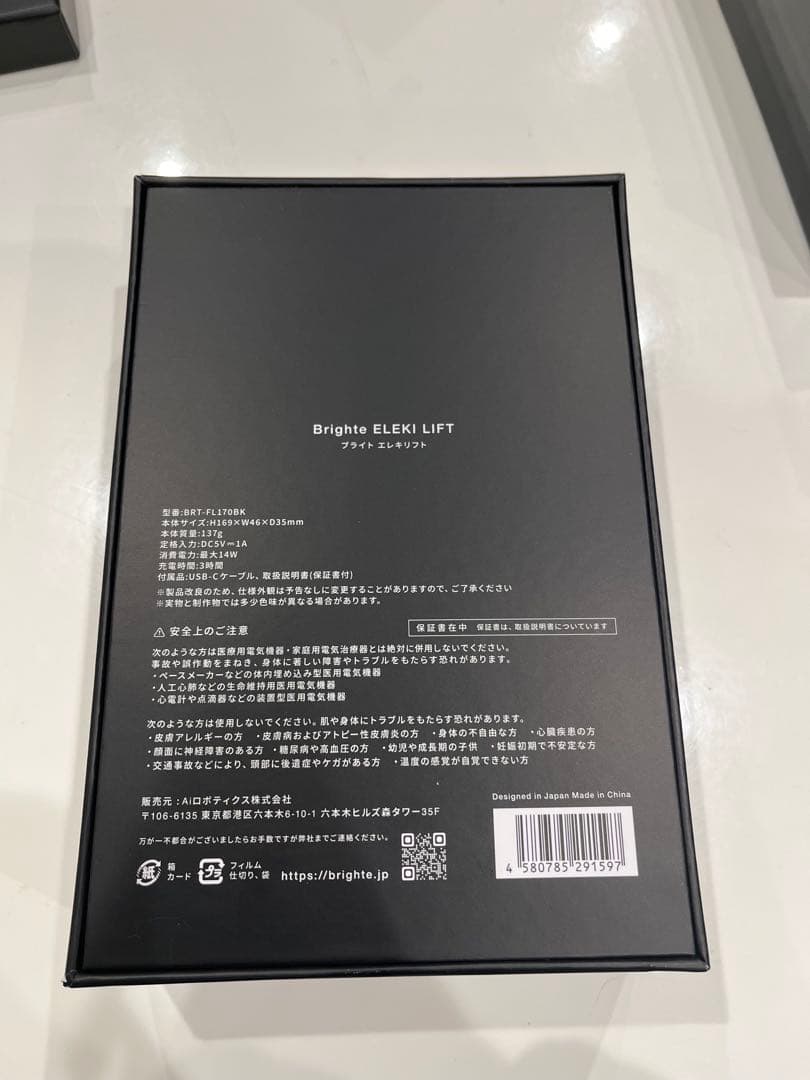 Brighte ELEKI LIFT
ブライト エレキリフト
型番:BRT-FL170BK
本体サイズ:H169×W46×D35mm
本体質量:137g
定格入力:DC5V⎓1A
消費電力:最大14W
充電時間:3時間
付属品:USB-Cケーブル、取扱説明書(保証書付)
※製品改良のため、仕様外観は予告なしに変更することがありますので、ご了承ください
※実物と制作物では多少色味が異なる場合があります。
⚠ 安全上のご注意
保証書在中 保証書は、取扱説明書についています
次のような方は医療用電気機器・家庭用電気治療器とは絶対に併用しないでください。
事故や誤作動をまねき、身体に著しい障害やトラブルをもたらす恐れがあります。
・ペースメーカーなどの体内埋め込み型医用電気機器
・人工心肺などの生命維持用医用電気機器
・心電計や点滴器などの装置型医用電気機器
次のような方は使用しないでください。肌や身体にトラブルをもたらす恐れがあります。
・皮膚アレルギーの方 ・皮膚病およびアトピー性皮膚炎の方 ・身体の不自由な方 ・心臓疾患の方
・顔面に神経障害のある方 ・糖尿病や高血圧の方 ・幼児や成長期の子供 ・妊娠初期で不安定な方
・交通事故などにより、頭部に後遺症やケガがある方 ・温度の感覚が自覚できない方
販売元:Aiロボティクス株式会社
〒106-6135 東京都港区六本木6-10-1 六本木ヒルズ森タワー35F
万が一不都合がございましたらお手数ですが弊社までご連絡ください。
紙 箱 カード プラ フィルム 仕切り、袋 https://brighte.jp
Designed in Japan Made in China
4 580785 291597